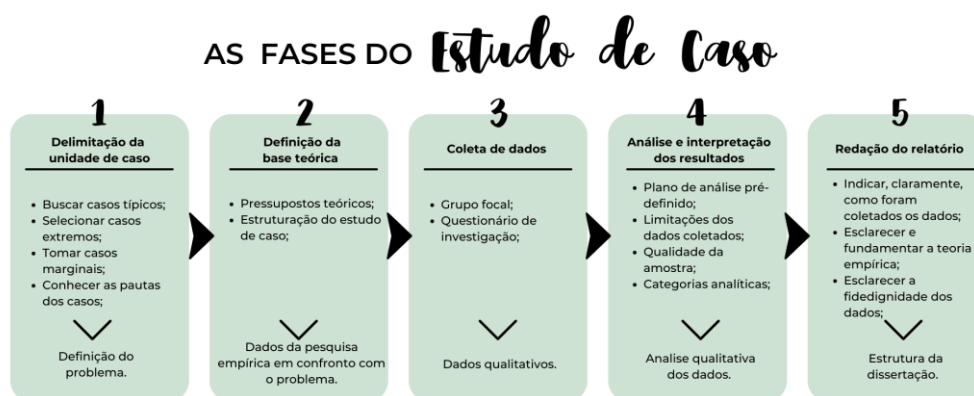 AS FASES DO Estudo de Caso
1
Delimitação da
unidade de caso
• Buscar casos típicos;
• Selecionar casos
extremos;
• Tomar casos
marginais;
• Conhecer as pautas
dos casos;
Definição do
problema.
2
Definição da
base teórica
• Pressupostos teóricos;
• Estruturação do estudo
de caso;
Dados da pesquisa
empírica em confronto com
o problema.
3
Coleta de dados
• Grupo focal;
• Questionário de
investigação;
Dados qualitativos.
4
Análise e interpretação
dos resultados
• Plano de análise pré-
definido;
• Limitações dos
dados coletados;
• Qualidade da
amostra;
• Categorias analíticas;
Analise qualitativa
dos dados.
5
Redação do relatório
• Indicar, claramente,
como foram
coletados os dados;
• Esclarecer e
fundamentar a teoria
empírica;
• Esclarecer a
fidedignidade dos
dados;
Estrutura da
dissertação.